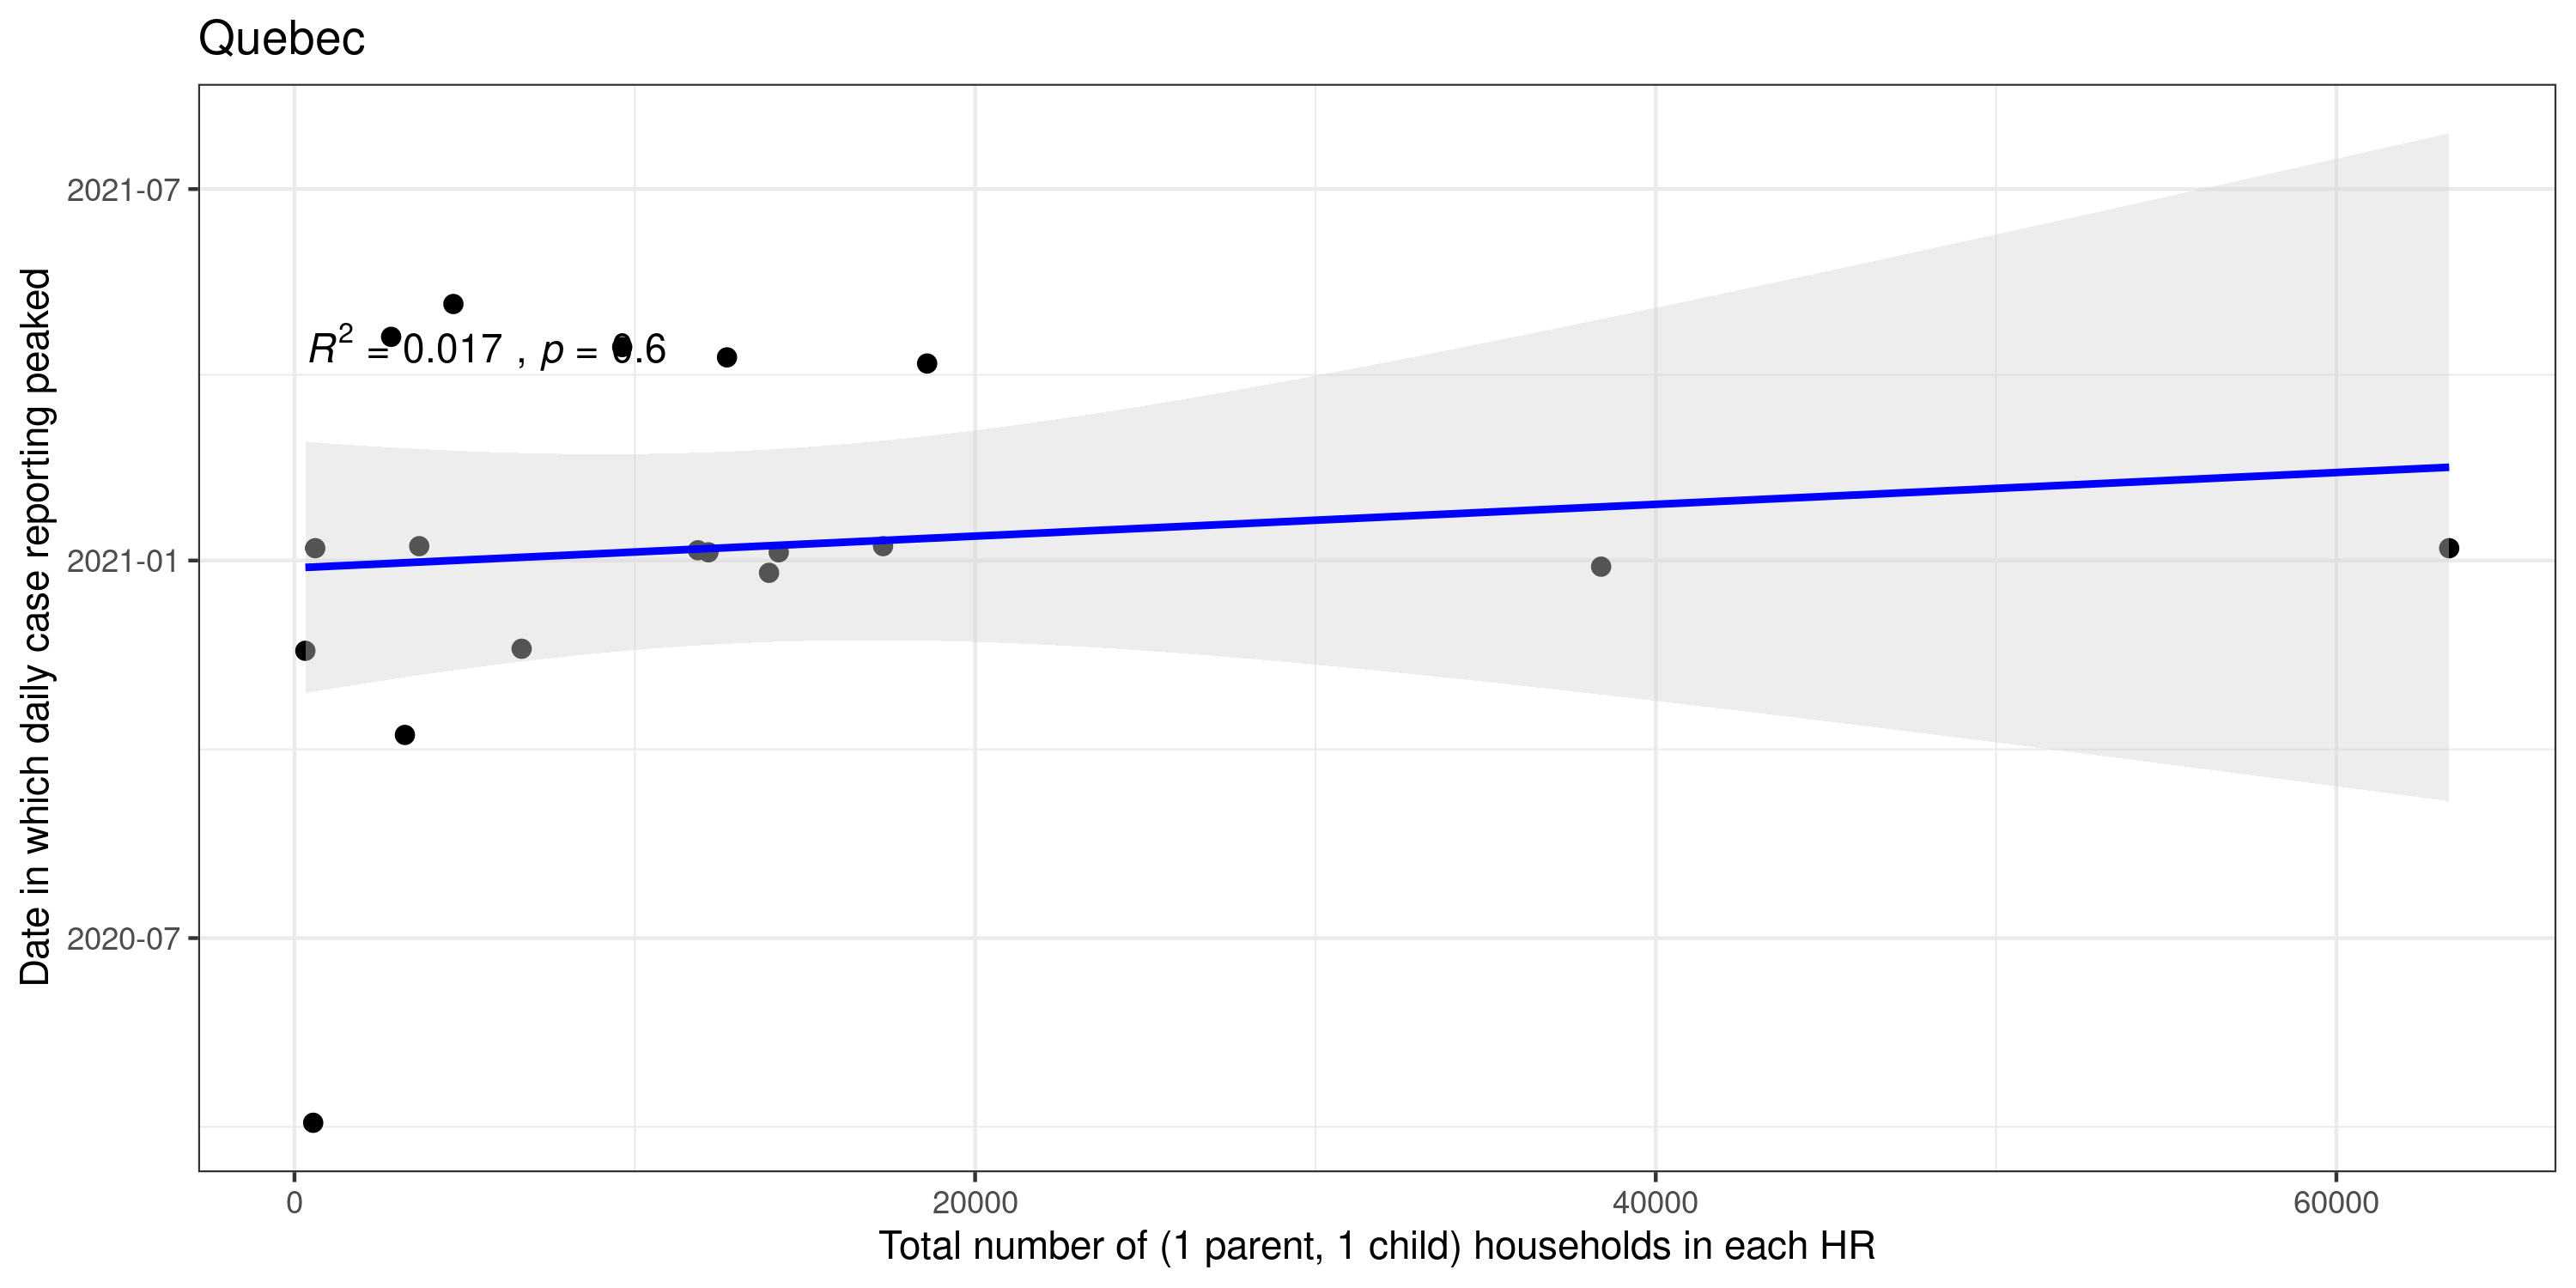 Quebec
Date in which daily case reporting peaked
2021-07
2021-01
2020-07
R² = 0.017 , p = 0.6
0 20000 40000 60000
Total number of (1 parent, 1 child) households in each HR